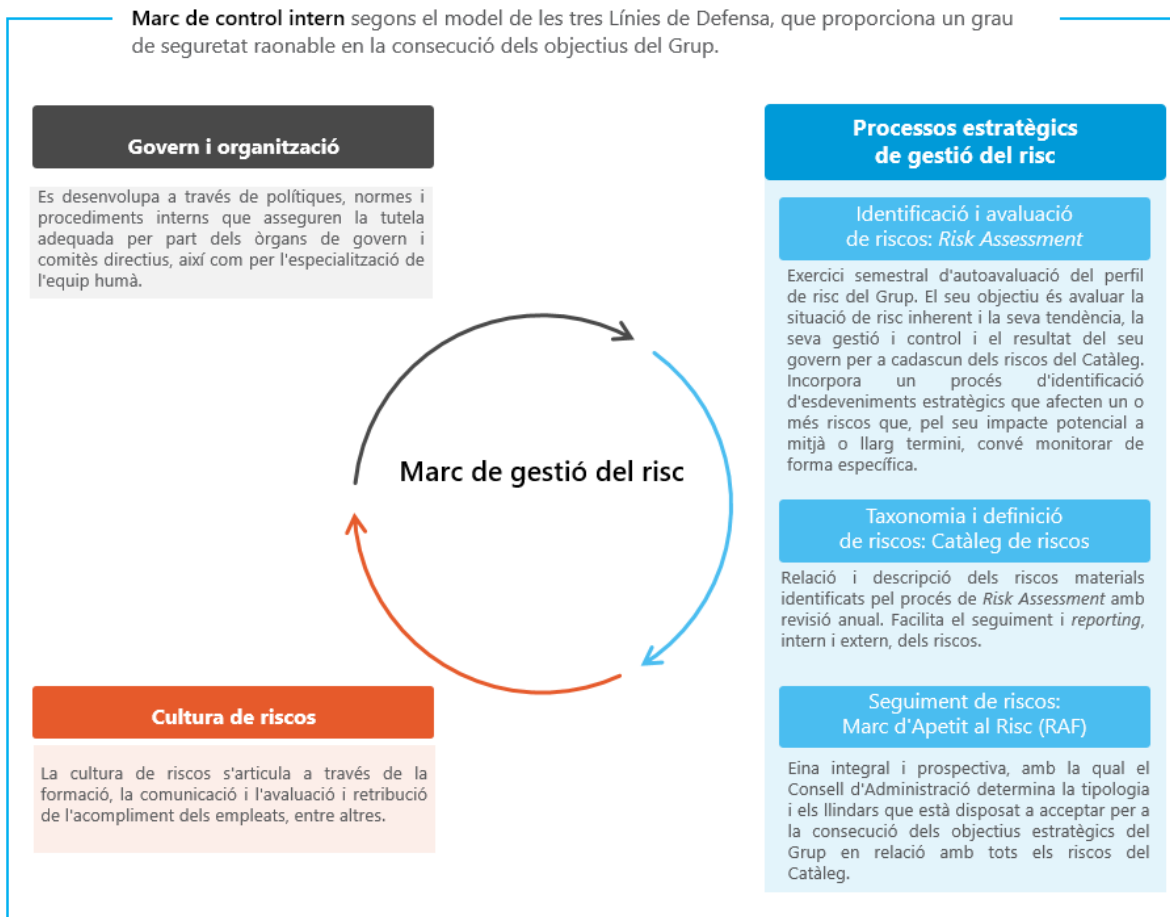 Marc de control intern segons el model de les tres Línies de Defensa, que proporciona un grau
de seguretat raonable en la consecució dels objectius del Grup.
Govern i organització
Es desenvolupa a través de polítiques, normes i
procediments interns que asseguren la tutela
adequada per part dels òrgans de govern i
comitès directius, així com per l'especialització de
l'equip humà.
Marc de gestió del risc
Cultura de riscos
La cultura de riscos s'articula a través de la
formació, la comunicació i l'avaluació i retribució
de l'acompliment dels empleats, entre altres.
Processos estratègics
de gestió del risc
Identificació i avaluació
de riscos: Risk Assessment
Exercici semestral d'autoavaluació del perfil
de risc del Grup. El seu objectiu és avaluar la
situació de risc inherent i la seva tendència, la
seva gestió i control i el resultat del seu
govern per a cadascun dels riscos del Catàleg.
Incorpora un procés d'identificació
d'esdeveniments estratègics que afecten un o
més riscos que, pel seu impacte potencial a
mitjà o llarg termini, convé monitorar de
forma específica.
Taxonomia i definició
de riscos: Catàleg de riscos
Relació i descripció dels riscos materials
identificats pel procés de Risk Assessment amb
revisió anual. Facilita el seguiment i reporting,
intern i extern, dels riscos.
Seguiment de riscos:
Marc d'Apetit al Risc (RAF)
Eina integral i prospectiva, amb la qual el
Consell d'Administració determina la tipologia
i els llindars que està disposat a acceptar per a
la consecució dels objectius estratègics del
Grup en relació amb tots els riscos del
Catàleg.